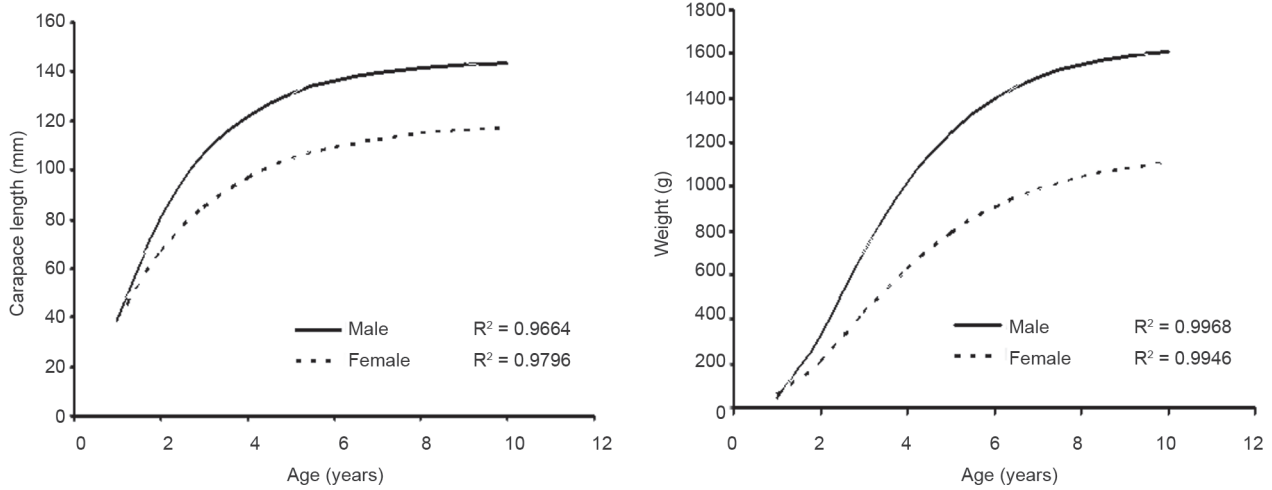 160
140
120
100
80
60
40
20
0
Carapace length (mm)
0 2 4 6 8 10 12
Age (years)
Male R² = 0.9664
Female R² = 0.9796
1800
1600
1400
1200
1000
800
600
400
200
0
Weight (g)
0 2 4 6 8 10 12
Age (years)
Male R² = 0.9968
Female R² = 0.9946